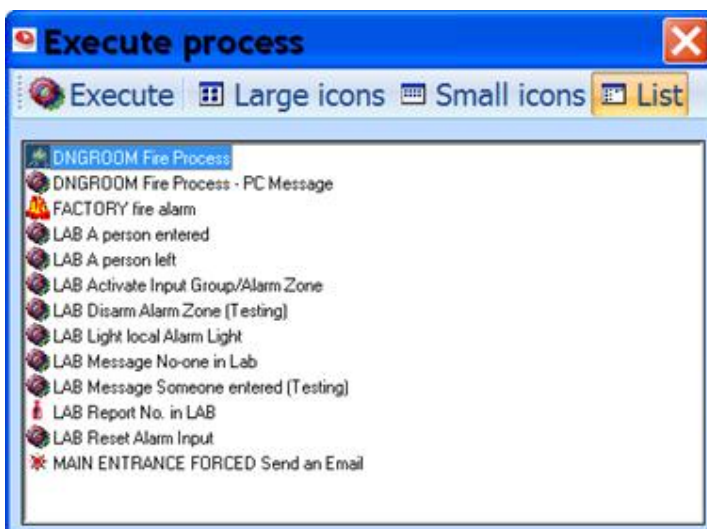 Execute process
Execute Large icons Small icons List
DNGROOM Fire Process
DNGROOM Fire Process - PC Message
FACTORY fire alarm
LAB A person entered
LAB A person left
LAB Activate Input Group/Alarm Zone
LAB Disarm Alarm Zone (Testing)
LAB Light local Alarm Light
LAB Message No-one in Lab
LAB Message Someone entered (Testing)
LAB Report No. in LAB
LAB Reset Alarm Input
MAIN ENTRANCE FORCED Send an Email